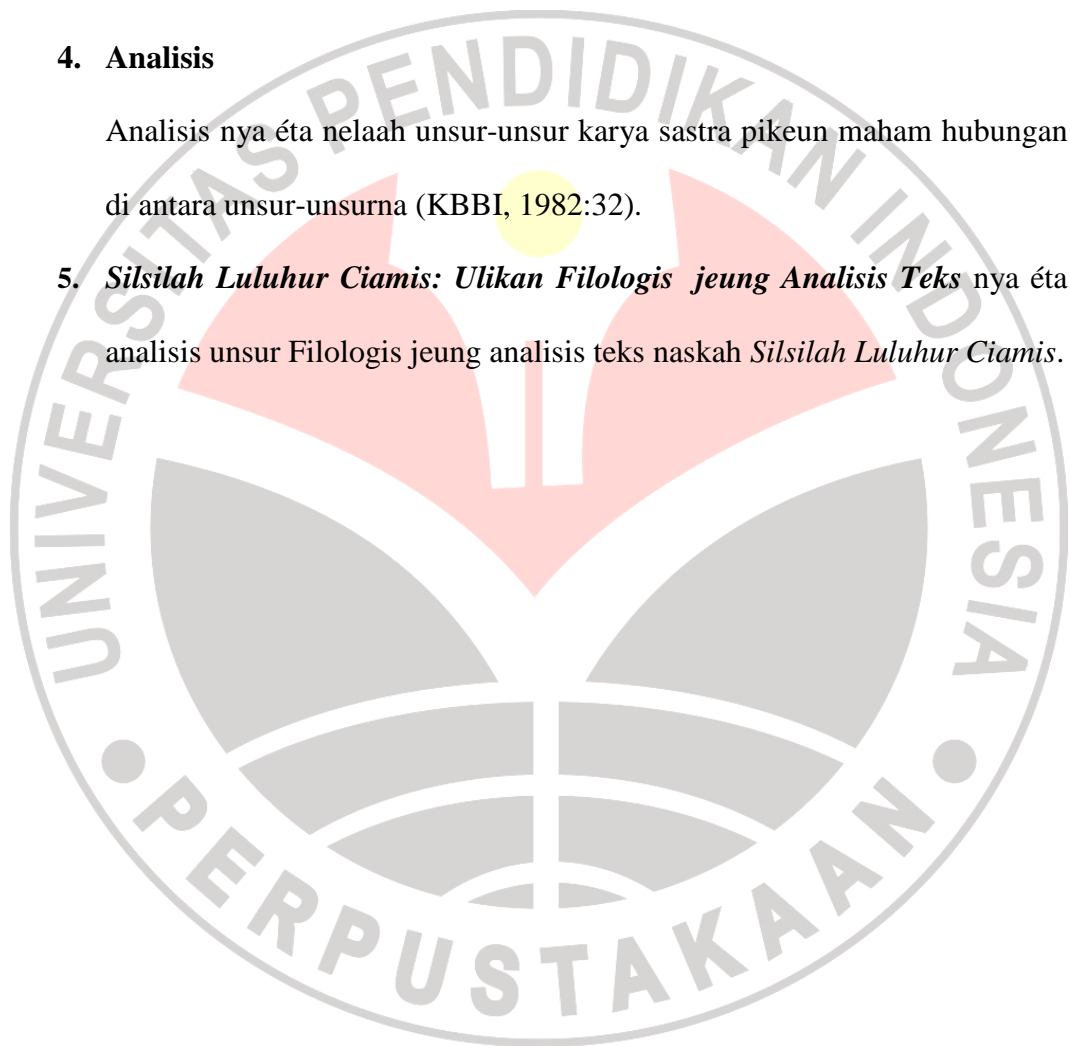 4. Analisis
Analisis nya éta nelaah unsur-unsur karya sastra pikeun maham hubungan
di antara unsur-unsurna (KBBI, 1982:32).
5. Silsilah Luluhur Ciamis: Ulikan Filologis jeung Analisis Teks nya éta
analisis unsur Filologis jeung analisis teks naskah Silsilah Luluhur Ciamis.
UNIVERSITAS PENDIDIKAN INDONESIA
PERPUSTAKAAN